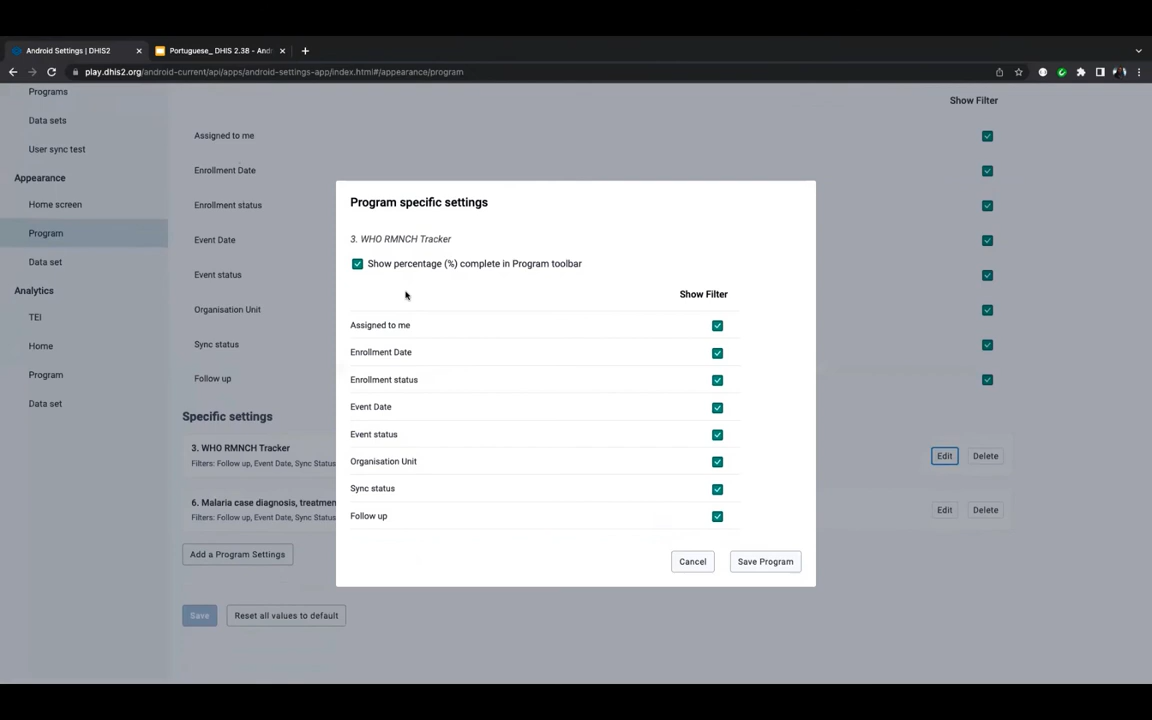 Android Settings | DHIS2
Portuguese_ DHIS 2.38 - And
play.dhis2.org/android-current/api/apps/android-settings-app/index.html#/appearance/program
Programs
Data sets
User sync test
Appearance
Home screen
Program
Data set
Analytics
TEI
Home
Program
Data set
Show Filter
Assigned to me
Enrollment Date
Enrollment status
Event Date
Event status
Organisation Unit
Sync status
Follow up
Specific settings
3. WHO RMNCH Tracker
Filters: Follow up, Event Date, Sync Status
Edit
Delete
6. Malaria case diagnosis, treatmen
Filters: Follow up, Event Date, Sync Status
Edit
Delete
Add a Program Settings
Save
Reset all values to default
Program specific settings
3. WHO RMNCH Tracker
Show percentage (%) complete in Program toolbar
Show Filter
Assigned to me
Enrollment Date
Enrollment status
Event Date
Event status
Organisation Unit
Sync status
Follow up
Cancel
Save Program